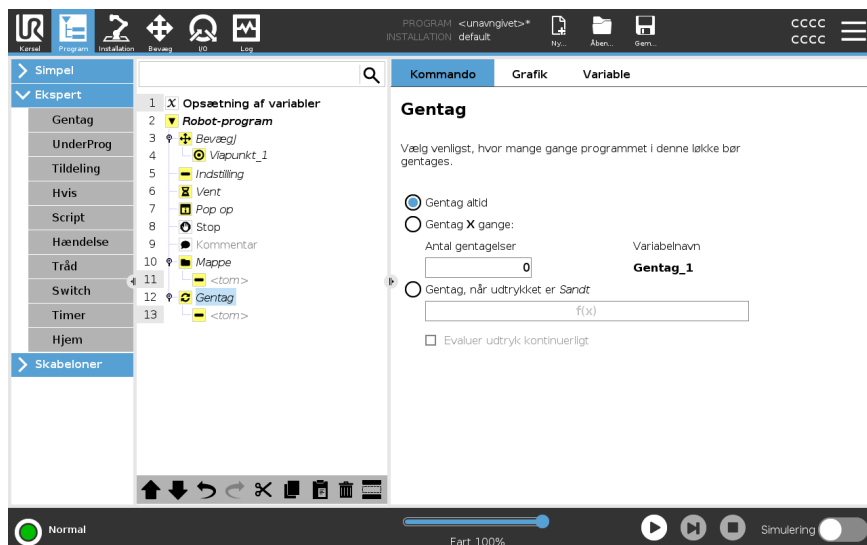 PROGRAM <unavngivet>*
INSTALLATION default
Kørsel
Program
Installation
Bevæg
I/O
Log
Ny...
Åben...
Gem...
CCCC
CCCC
Simpel
Ekspert
Gentag
UnderProg
Tildeling
Hvis
Script
Hændelse
Tråd
Switch
Timer
Hjem
Skabeloner
1 X Opsætning af variabler
2 Robot-program
3 BevægJ
4 Viapunkt_1
5 Indstilling
6 Vent
7 Pop op
8 Stop
9 Kommentar
10 Mappe
11 <tom>
12 Gentag
13 <tom>
Kommando
Grafik
Variable
Gentag
Vælg venligst, hvor mange gange programmet i denne løkke bør
gentages.
Gentag altid
Gentag X gange:
Antal gentagelser
Variabelnavn
0
Gentag_1
Gentag, når udtrykket er Sandt
f(x)
Evaluer udtryk kontinuerligt
Normal
Fart 100%
Simulering